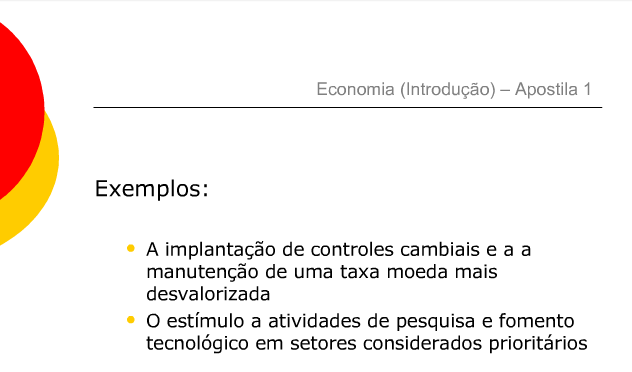 Economia (Introdução) – Apostila 1
Exemplos:
• A implantação de controles cambiais e a a
manutenção de uma taxa moeda mais
desvalorizada
• O estímulo a atividades de pesquisa e fomento
tecnológico em setores considerados prioritários